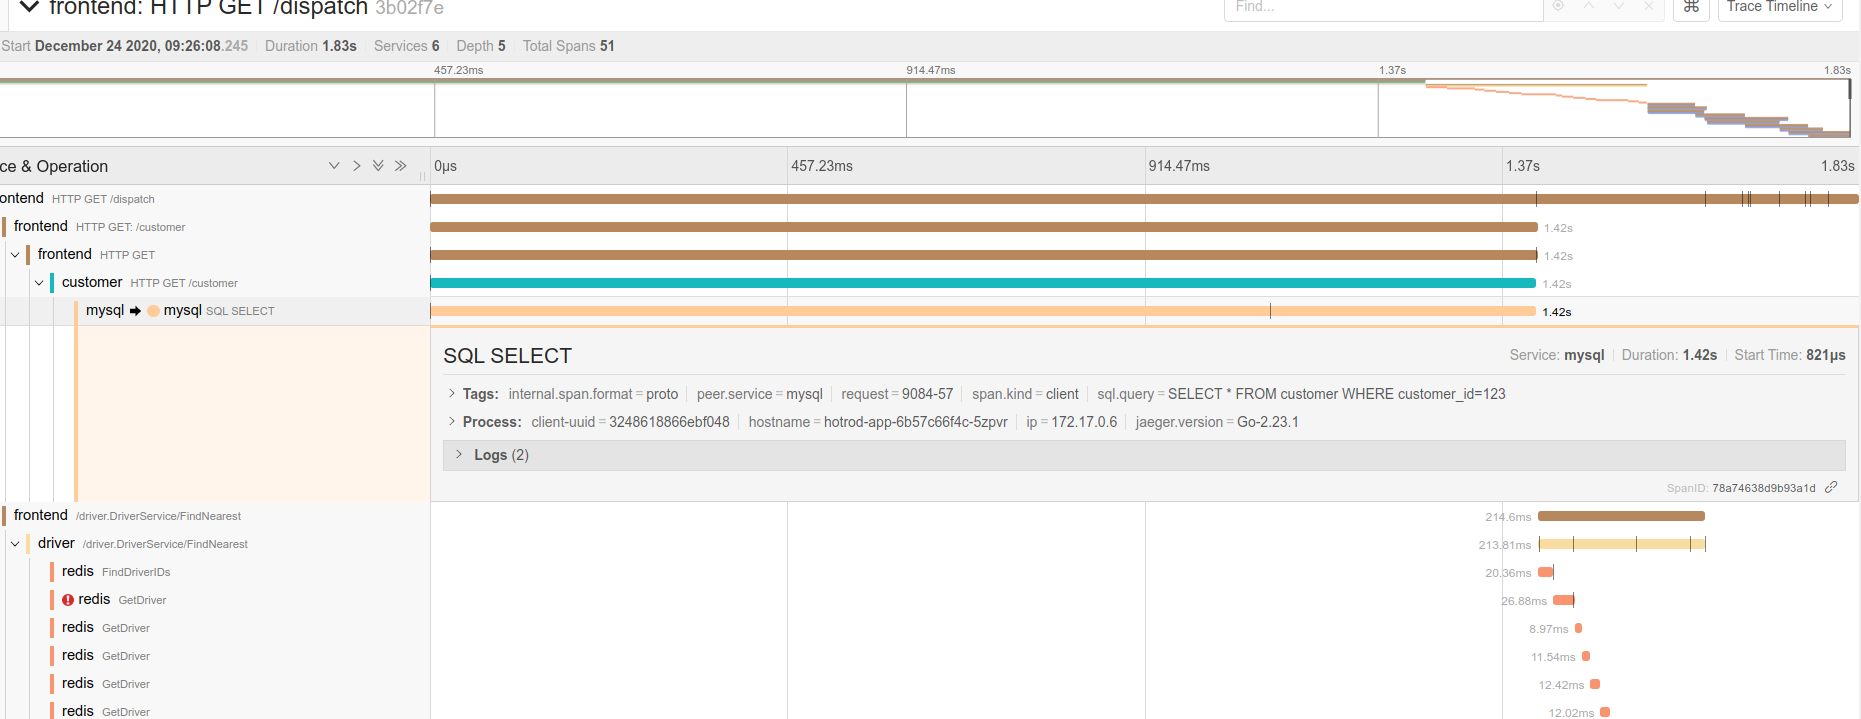 frontend: HTTP GET /dispatch 3b02f7e Find... ⌘ Trace Timeline
Start December 24 2020, 09:26:08.245 Duration 1.83s Services 6 Depth 5 Total Spans 51
457.23ms 914.47ms 1.37s 1.83s
ce & Operation 0μs 457.23ms 914.47ms 1.37s 1.83s
ontend HTTP GET /dispatch
frontend HTTP GET: /customer 1.42s
frontend HTTP GET 1.42s
customer HTTP GET /customer 1.42s
mysql mysql SQL SELECT 1.42s
SQL SELECT Service: mysql Duration: 1.42s Start Time: 821μs
Tags: internal.span.format = proto peer.service = mysql request = 9084-57 span.kind = client sql.query = SELECT * FROM customer WHERE customer_id=123
Process: client-uuid = 3248618866ebf048 hostname = hotrod-app-6b57c66f4c-5zpvr ip = 172.17.0.6 jaeger.version = Go-2.23.1
Logs (2)
SpanID: 78a74638d9b93a1d
frontend /driver.DriverService/FindNearest 214.6ms
driver /driver.DriverService/FindNearest 213.81ms
redis FindDriverIDs 20.36ms
redis GetDriver 26.88ms
redis GetDriver 8.97ms
redis GetDriver 11.54ms
redis GetDriver 12.42ms
redis GetDriver 12.02ms